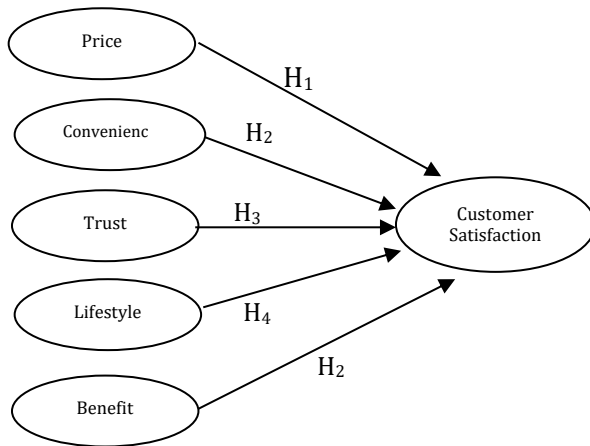 Price
H₁
Convenienc
H₂
Trust
H₃
Customer
Satisfaction
Lifestyle
H₄
H₂
Benefit